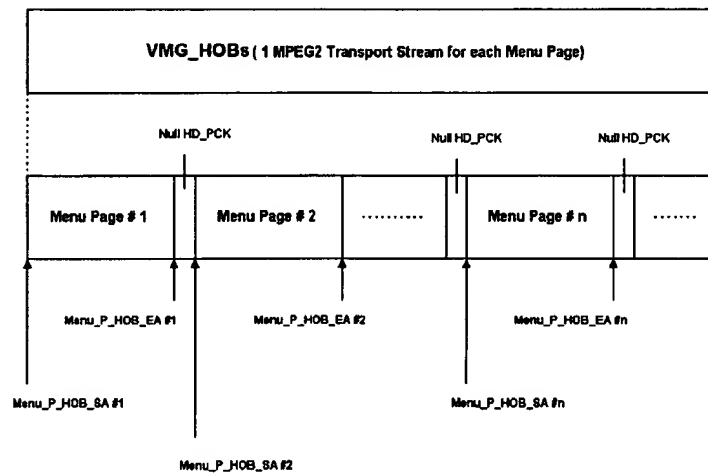 VMG_HOBs ( 1 MPEG2 Transport Stream for each Menu Page)
Null HD_PCK Null HD_PCK Null HD_PCK
Menu Page # 1 Menu Page # 2 ......... Menu Page # n ......
Menu_P_HOB_EA #1 Menu_P_HOB_EA #2 Menu_P_HOB_EA #n
Menu_P_HOB_SA #1 Menu_P_HOB_SA #n
Menu_P_HOB_SA #2